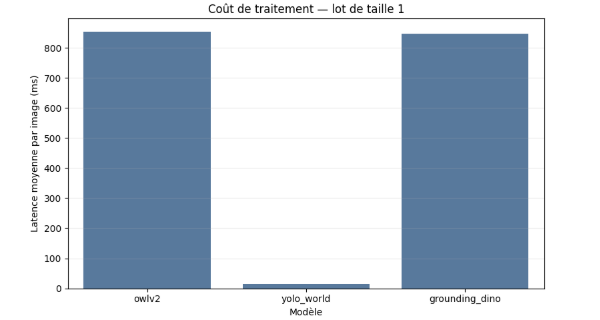 Coût de traitement — lot de taille 1
Latence moyenne par image (ms)
800
700
600
500
400
300
200
100
0
owlv2 yolo_world grounding_dino
Modèle